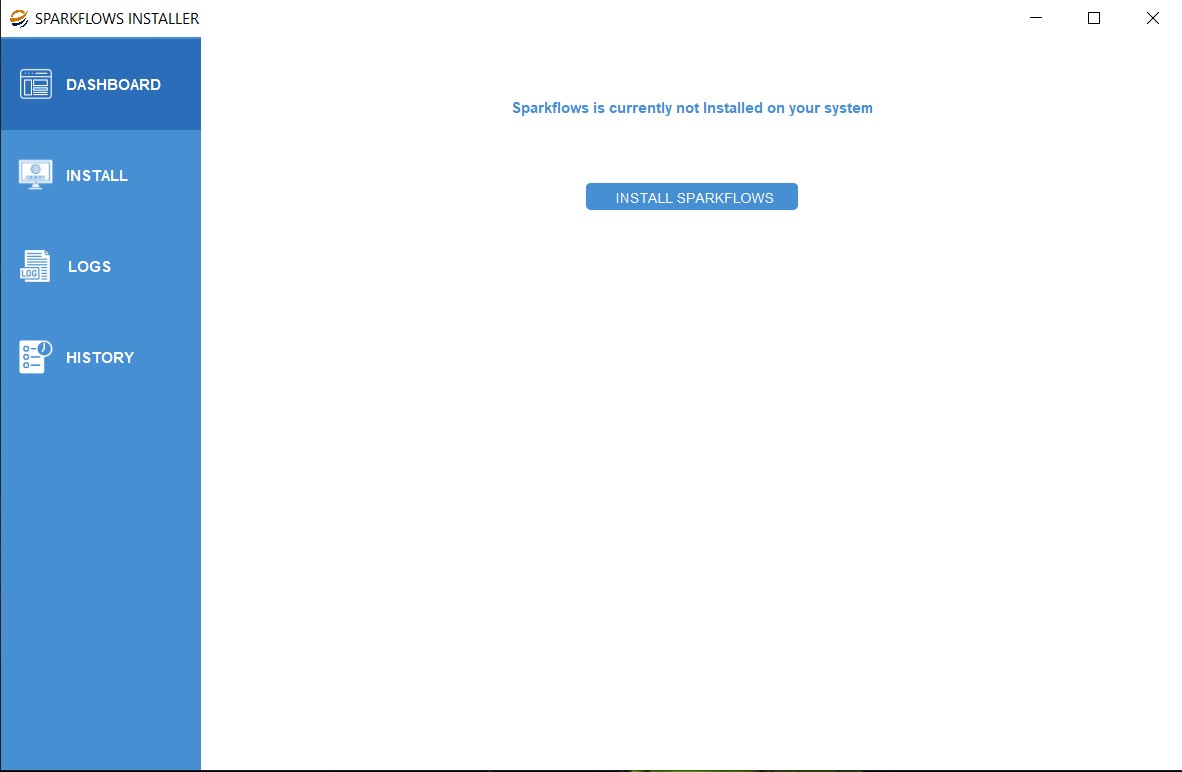 SPARKFLOWS INSTALLER
DASHBOARD
Sparkflows is currently not Installed on your system
INSTALL
INSTALL SPARKFLOWS
LOG
LOGS
HISTORY